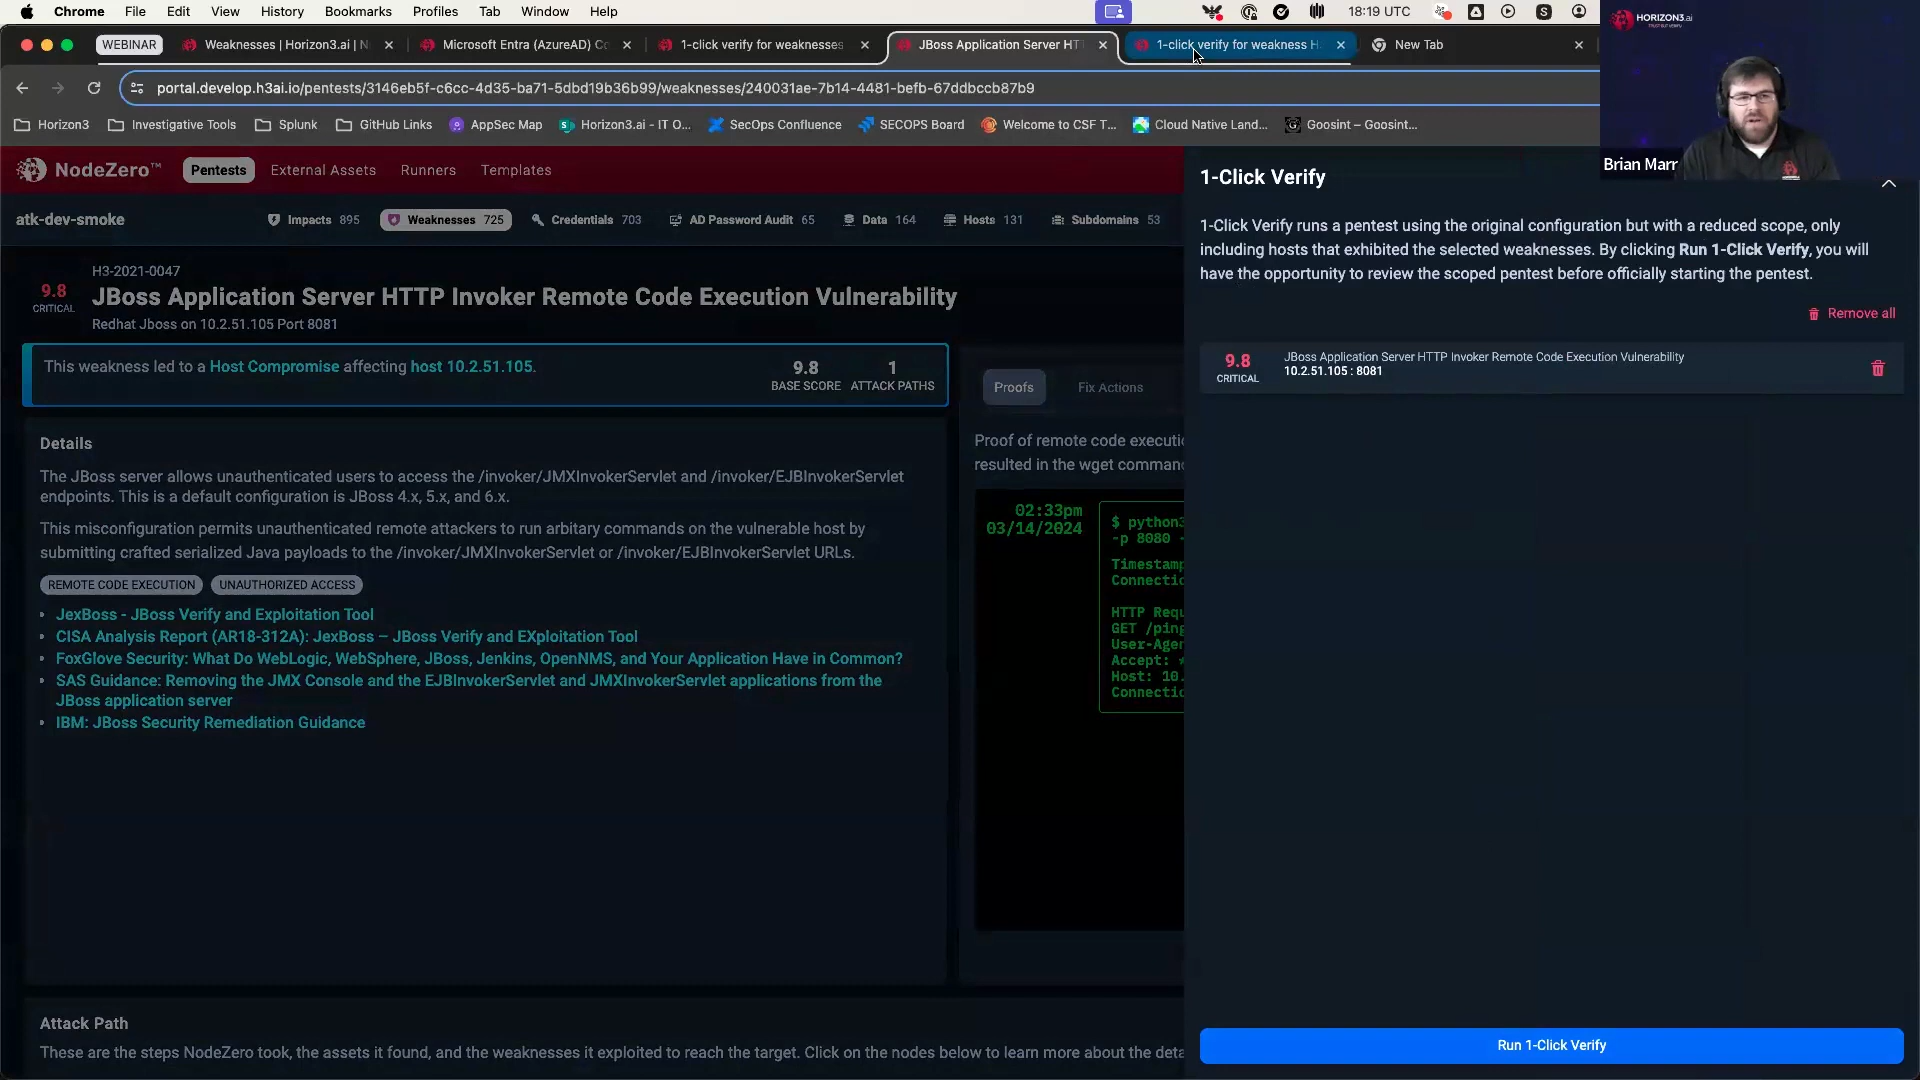 Chrome File Edit View History Bookmarks Profiles Tab Window Help 18:19 UTC
HORIZON3.ai
WEBINAR Weaknesses | Horizon3.ai | N Microsoft Entra (AzureAD) Cc 1-click verify for weaknesses JBoss Application Server HT 1-click verify for weakness H New Tab
portal.develop.h3ai.io/pentests/3146eb5f-c6cc-4d35-ba71-5dbd19b36b99/weaknesses/240031ae-7b14-4481-befb-67ddbccb87b9
Horizon3 Investigative Tools Splunk GitHub Links AppSec Map Horizon3.ai - IT O... SecOps Confluence SECOPS Board Welcome to CSF T... Cloud Native Land... Goosint – Goosint...
Brian Marr
NodeZero™ Pentests External Assets Runners Templates
atk-dev-smoke Impacts 895 Weaknesses 725 Credentials 703 AD Password Audit 65 Data 164 Hosts 131 Subdomains 53
H3-2021-0047
9.8
CRITICAL
JBoss Application Server HTTP Invoker Remote Code Execution Vulnerability
Redhat Jboss on 10.2.51.105 Port 8081
This weakness led to a Host Compromise affecting host 10.2.51.105.
9.8
BASE SCORE
1
ATTACK PATHS
Details
The JBoss server allows unauthenticated users to access the /invoker/JMXInvokerServlet and /invoker/EJBInvokerServlet
endpoints. This is a default configuration is JBoss 4.x, 5.x, and 6.x.
This misconfiguration permits unauthenticated remote attackers to run arbitary commands on the vulnerable host by
submitting crafted serialized Java payloads to the /invoker/JMXInvokerServlet or /invoker/EJBInvokerServlet URLs.
REMOTE CODE EXECUTION UNAUTHORIZED ACCESS
• JexBoss - JBoss Verify and Exploitation Tool
• CISA Analysis Report (AR18-312A): JexBoss – JBoss Verify and EXploitation Tool
• FoxGlove Security: What Do WebLogic, WebSphere, JBoss, Jenkins, OpenNMS, and Your Application Have in Common?
• SAS Guidance: Removing the JMX Console and the EJBInvokerServlet and JMXInvokerServlet applications from the
JBoss application server
• IBM: JBoss Security Remediation Guidance
Proofs Fix Actions
Proof of remote code executi
resulted in the wget comman
02:33pm
03/14/2024
$ python3
-p 8080 -
Timestamp
Connectio
HTTP Requ
GET /ping
User-Agen
Accept: *
Host: 10.
Connectio
Attack Path
These are the steps NodeZero took, the assets it found, and the weaknesses it exploited to reach the target. Click on the nodes below to learn more about the deta
1-Click Verify
1-Click Verify runs a pentest using the original configuration but with a reduced scope, only
including hosts that exhibited the selected weaknesses. By clicking Run 1-Click Verify, you will
have the opportunity to review the scoped pentest before officially starting the pentest.
Remove all
9.8
CRITICAL
JBoss Application Server HTTP Invoker Remote Code Execution Vulnerability
10.2.51.105 : 8081
Run 1-Click Verify